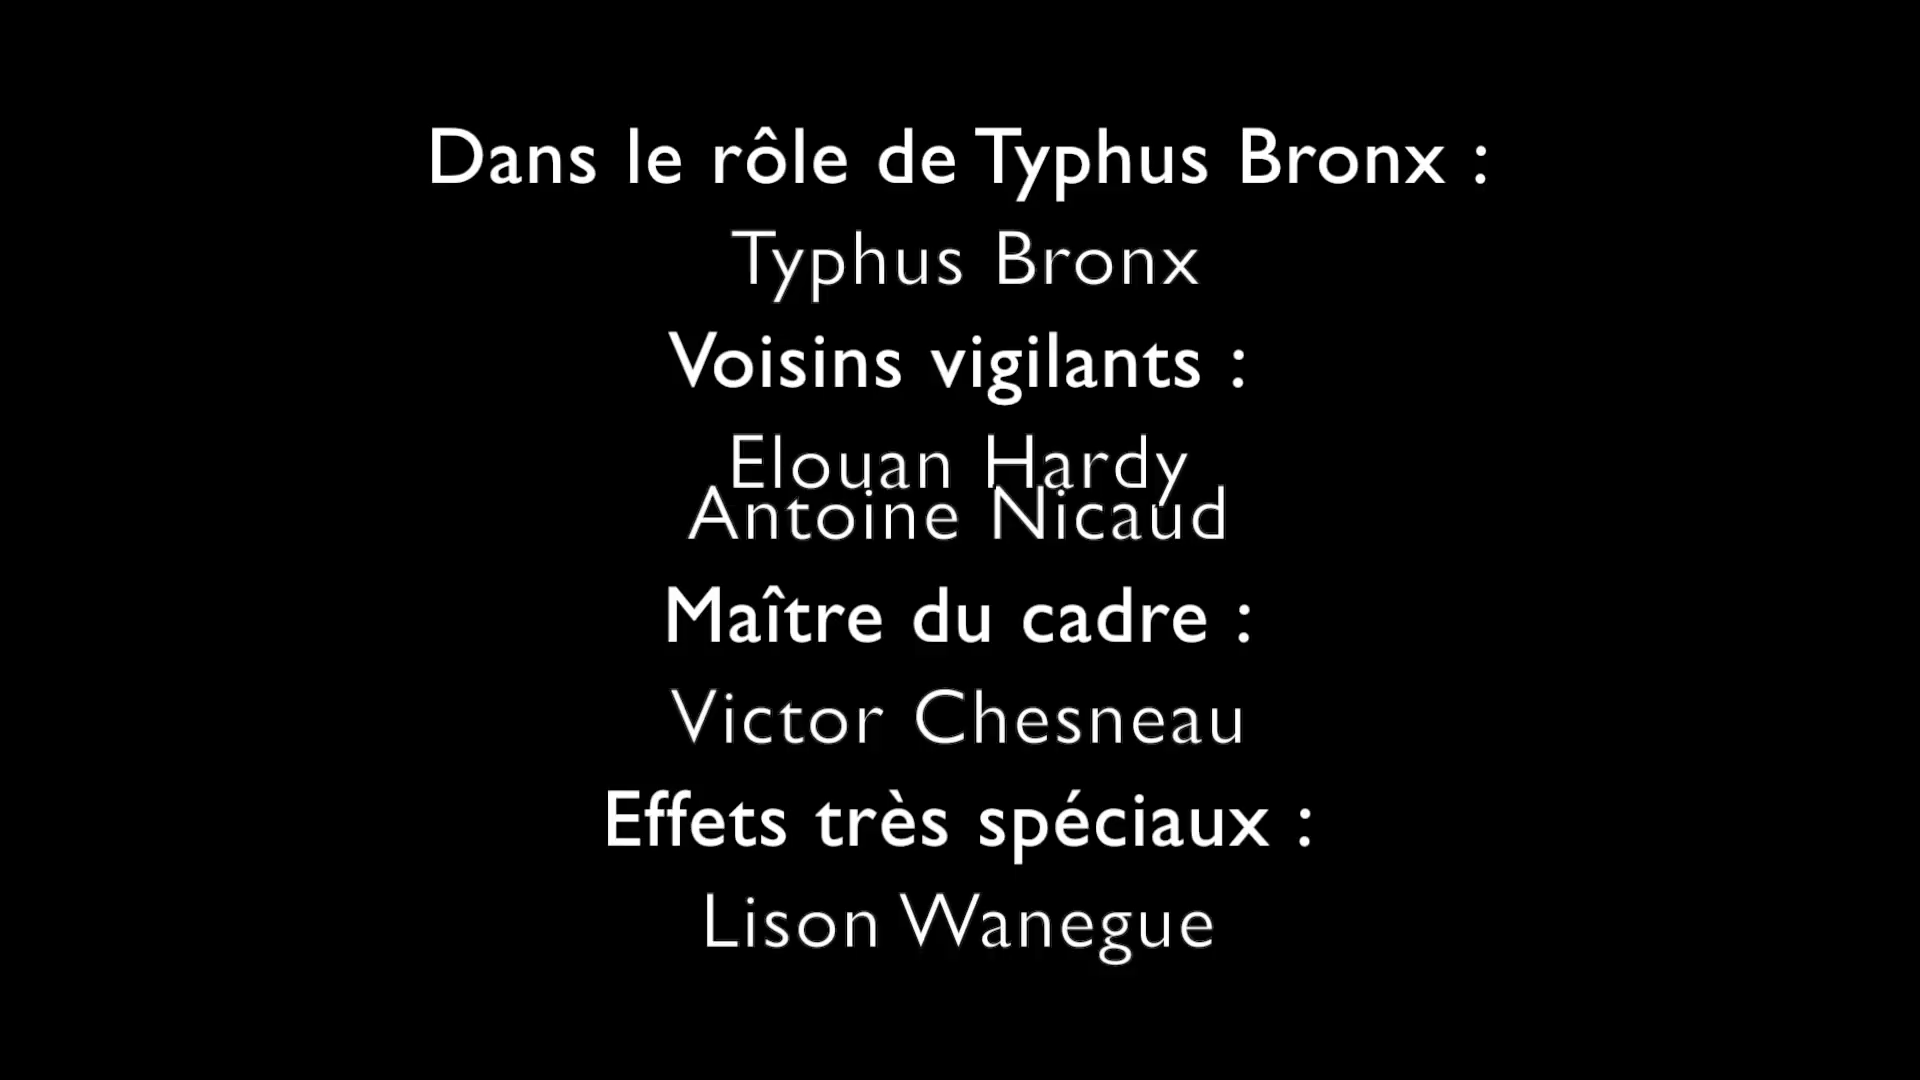 Dans le rôle de Typhus Bronx :
Typhus Bronx
Voisins vigilants :
Elouan Hardy
Antoine Nicaud
Maître du cadre :
Victor Chesneau
Effets très spéciaux :
Lison Wanegue